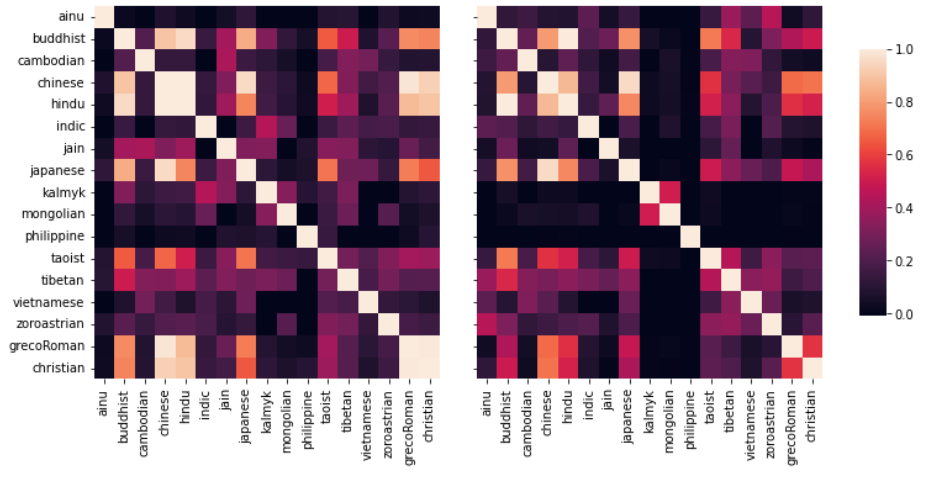 ainu
buddhist
cambodian
chinese
hindu
indic
jain
japanese
kalmyk
mongolian
philippine
taoist
tibetan
vietnamese
zoroastrian
grecoRoman
christian
ainu
buddhist
cambodian
chinese
hindu
indic
jain
japanese
kalmyk
mongolian
philippine
taoist
tibetan
vietnamese
zoroastrian
grecoRoman
christian
ainu
buddhist
cambodian
chinese
hindu
indic
jain
japanese
kalmyk
mongolian
philippine
taoist
tibetan
vietnamese
zoroastrian
grecoRoman
christian
1.0
0.8
0.6
0.4
0.2
0.0